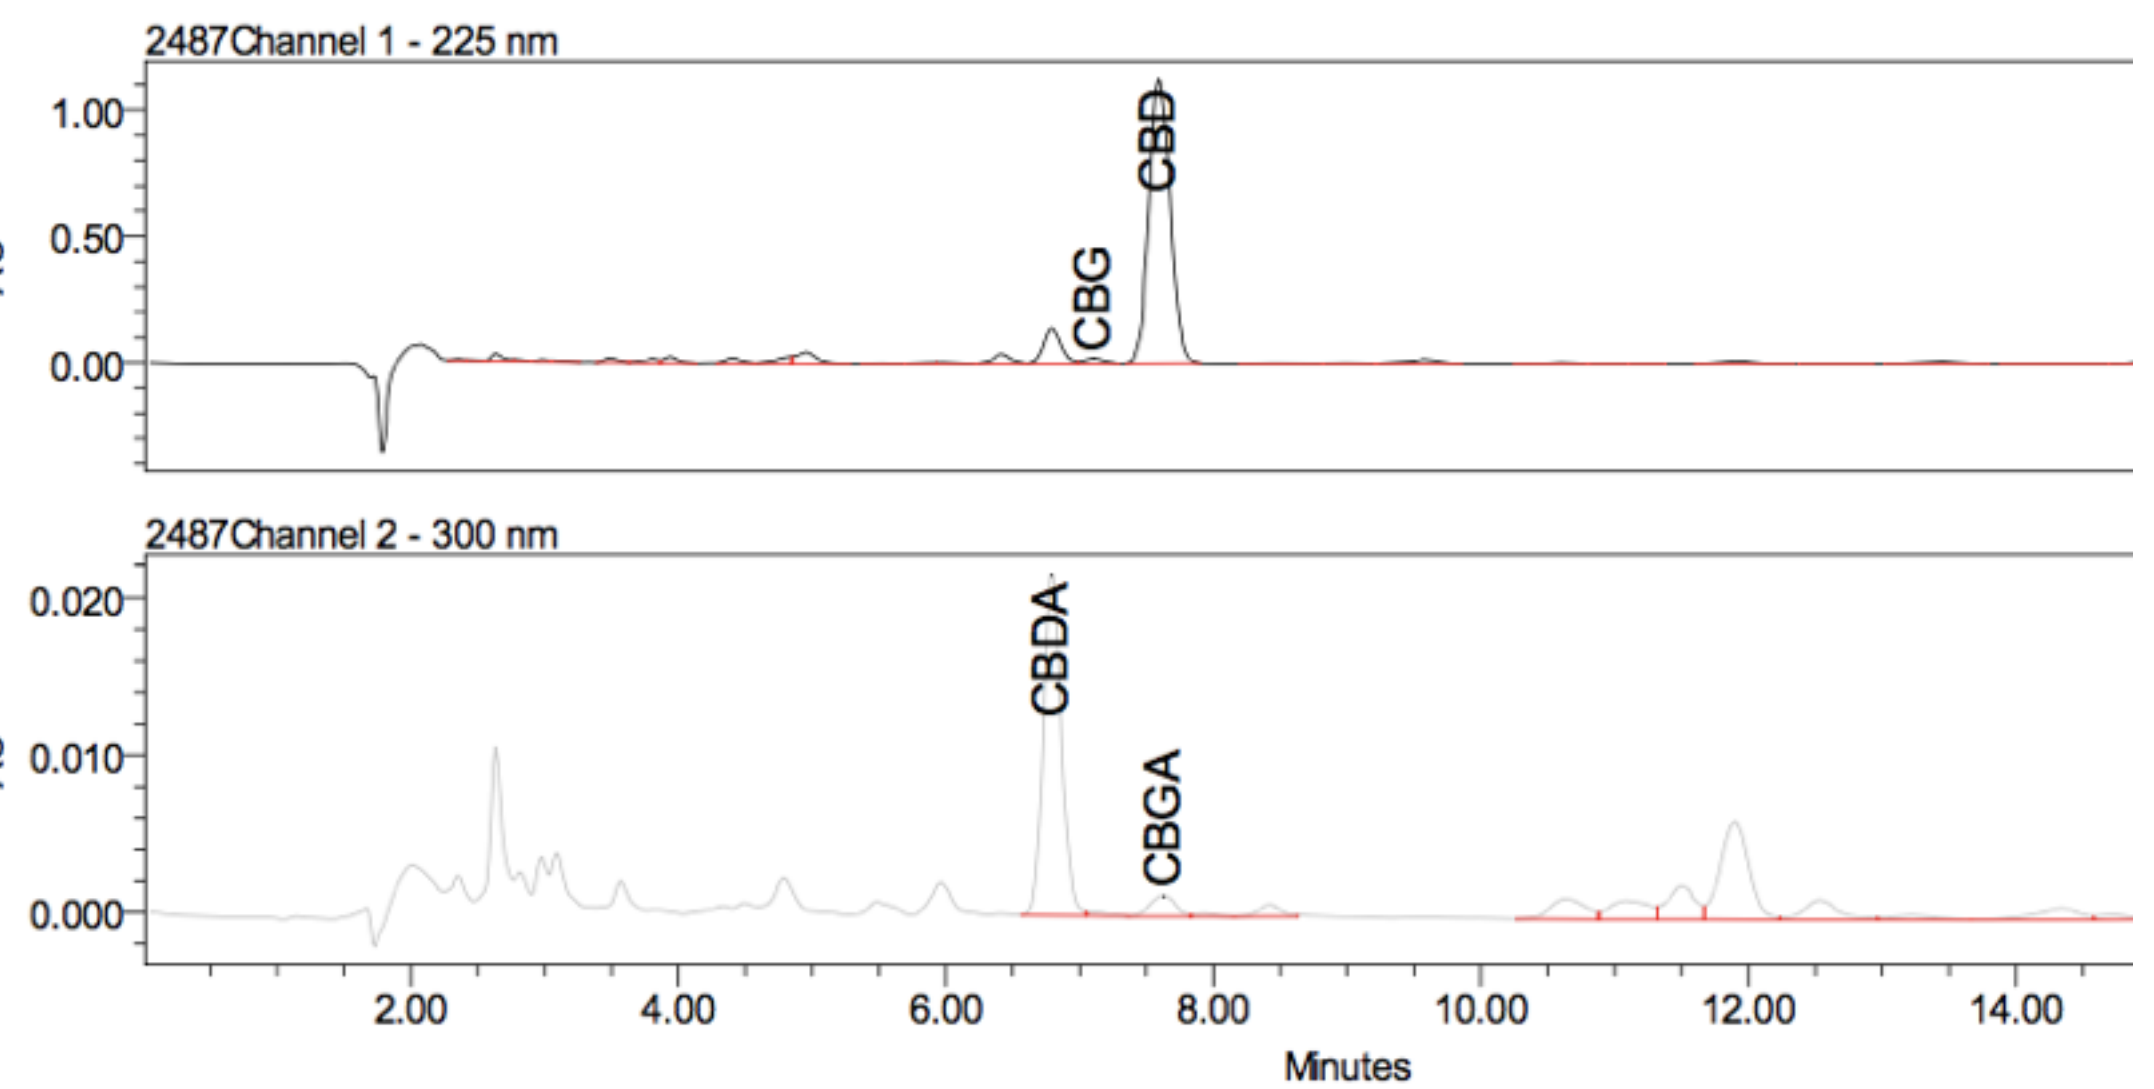 2487Channel 1 - 225 nm
1.00
0.50
0.00
CBG
CBD
2487Channel 2 - 300 nm
0.020
0.010
0.000
CBDA
CBGA
2.00 4.00 6.00 8.00 10.00 12.00 14.00
Minutes